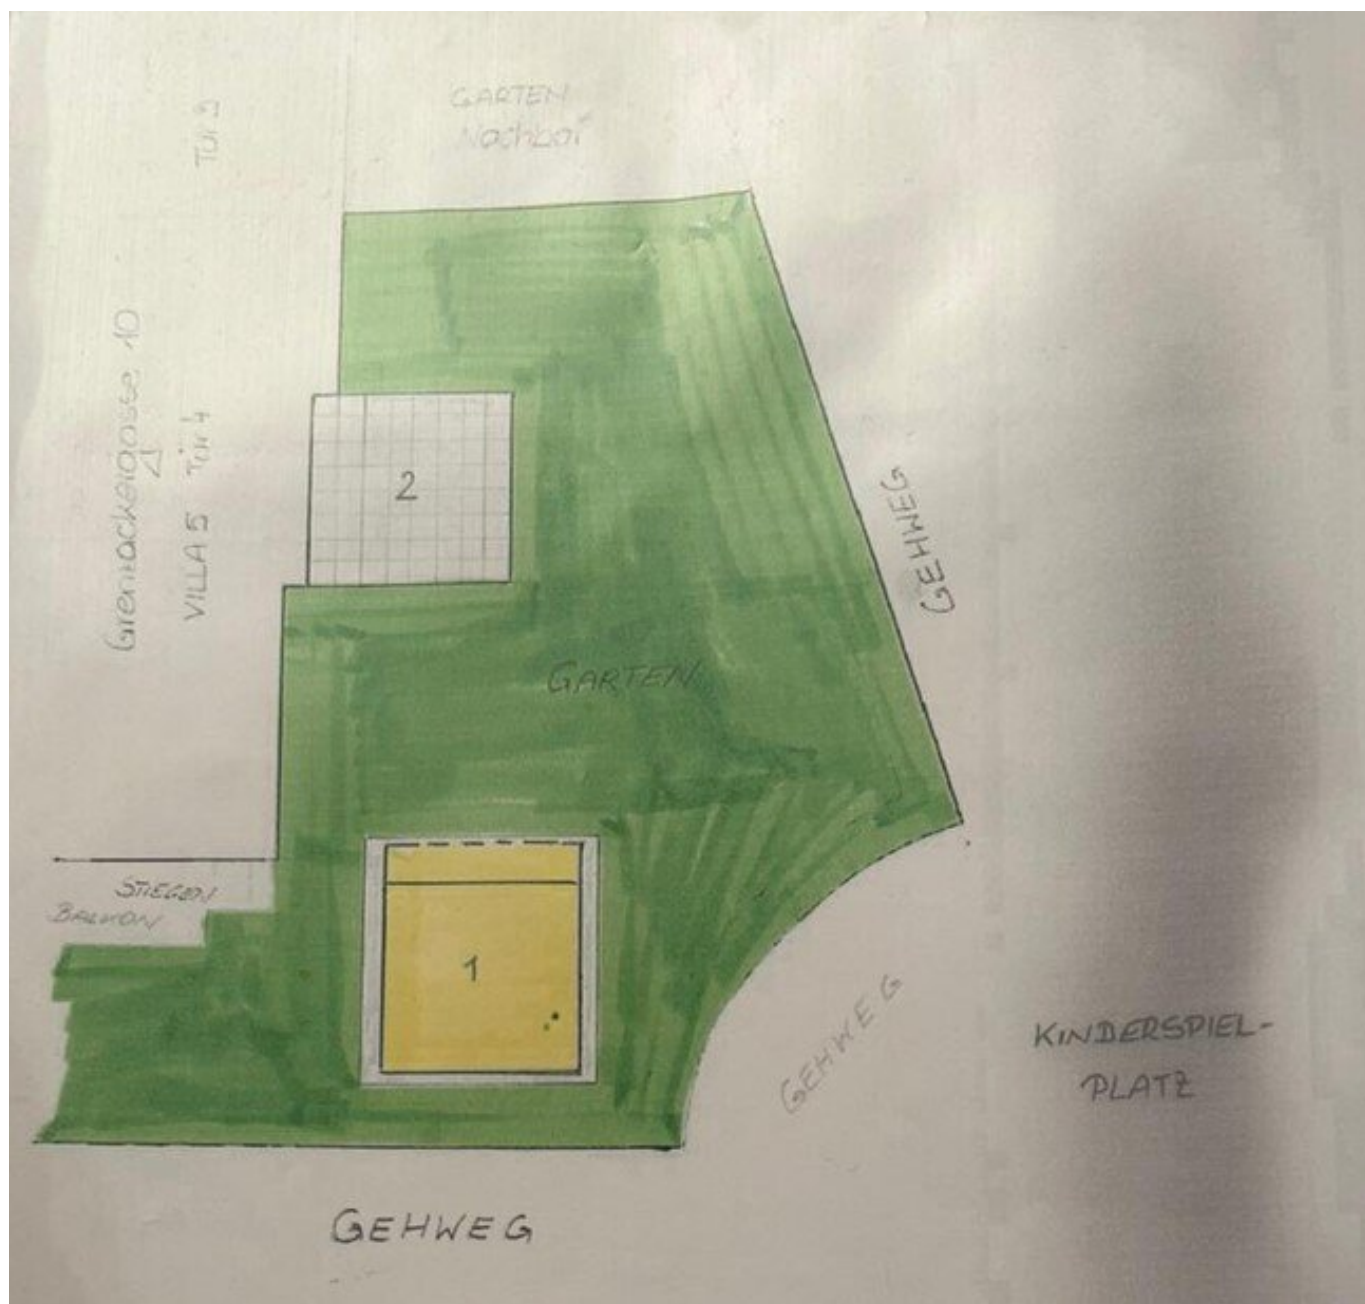 GARTEN
Nachbar
Tür 2
Grenzackergasse, 10
VILLA 5 Tür 4
2
GEHWEG
GARTEN
STIEGEN
BALKON
1
GEHWEG
KINDERSPIEL-
PLATZ
GEHWEG